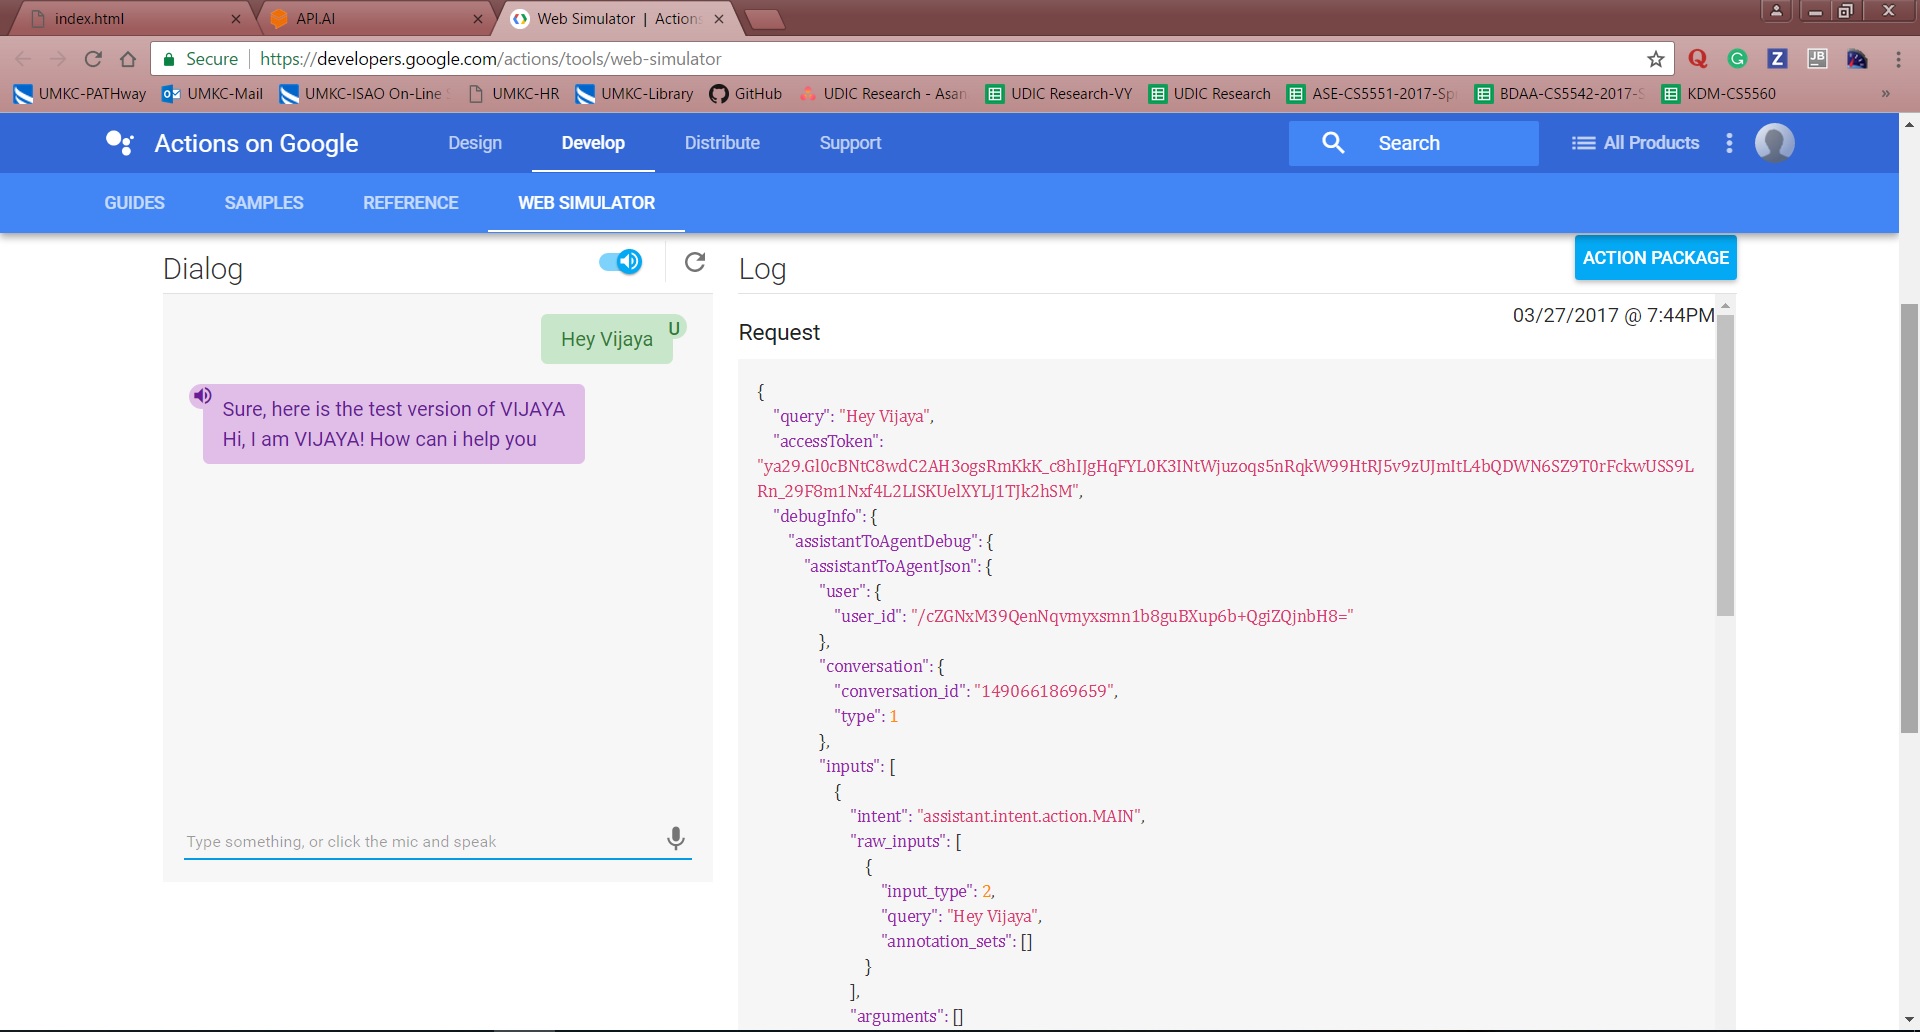 index.html
API.AI
Web Simulator | Actions
Secure https://developers.google.com/actions/tools/web-simulator
UMKC-PATHway UMKC-Mail UMKC-ISAO On-Line UMKC-HR UMKC-Library GitHub UDIC Research - Asan UDIC Research-VY UDIC Research ASE-CS5551-2017-Sp BDAA-CS5542-2017-S KDM-CS5560 »
Actions on Google Design Develop Distribute Support Search All Products
GUIDES SAMPLES REFERENCE WEB SIMULATOR
Dialog
Hey Vijaya
U
Sure, here is the test version of VIJAYA
Hi, I am VIJAYA! How can i help you
Type something, or click the mic and speak
Log
ACTION PACKAGE
03/27/2017 @ 7:44PM
Request
{
"query": "Hey Vijaya",
"accessToken":
"ya29.Gl0cBNtC8wdC2AH3ogsRmKkK_c8hIJgHqFYL0K3INtWjuzoqs5nRqkW99HtRJ5v9zUJmItL4bQDWN6SZ9T0rFckwUSS9L
Rn_29F8m1Nxf4L2LISKUelXYLJ1TJk2hSM",
"debugInfo": {
"assistantToAgentDebug": {
"assistantToAgentJson": {
"user": {
"user_id": "/cZGNxM39QenNqvmyxsmn1b8guBXup6b+QgiZQjnbH8="
},
"conversation": {
"conversation_id": "1490661869659",
"type": 1
},
"inputs": [
{
"intent": "assistant.intent.action.MAIN",
"raw_inputs": [
{
"input_type": 2,
"query": "Hey Vijaya",
"annotation_sets": []
}
],
"arguments": []